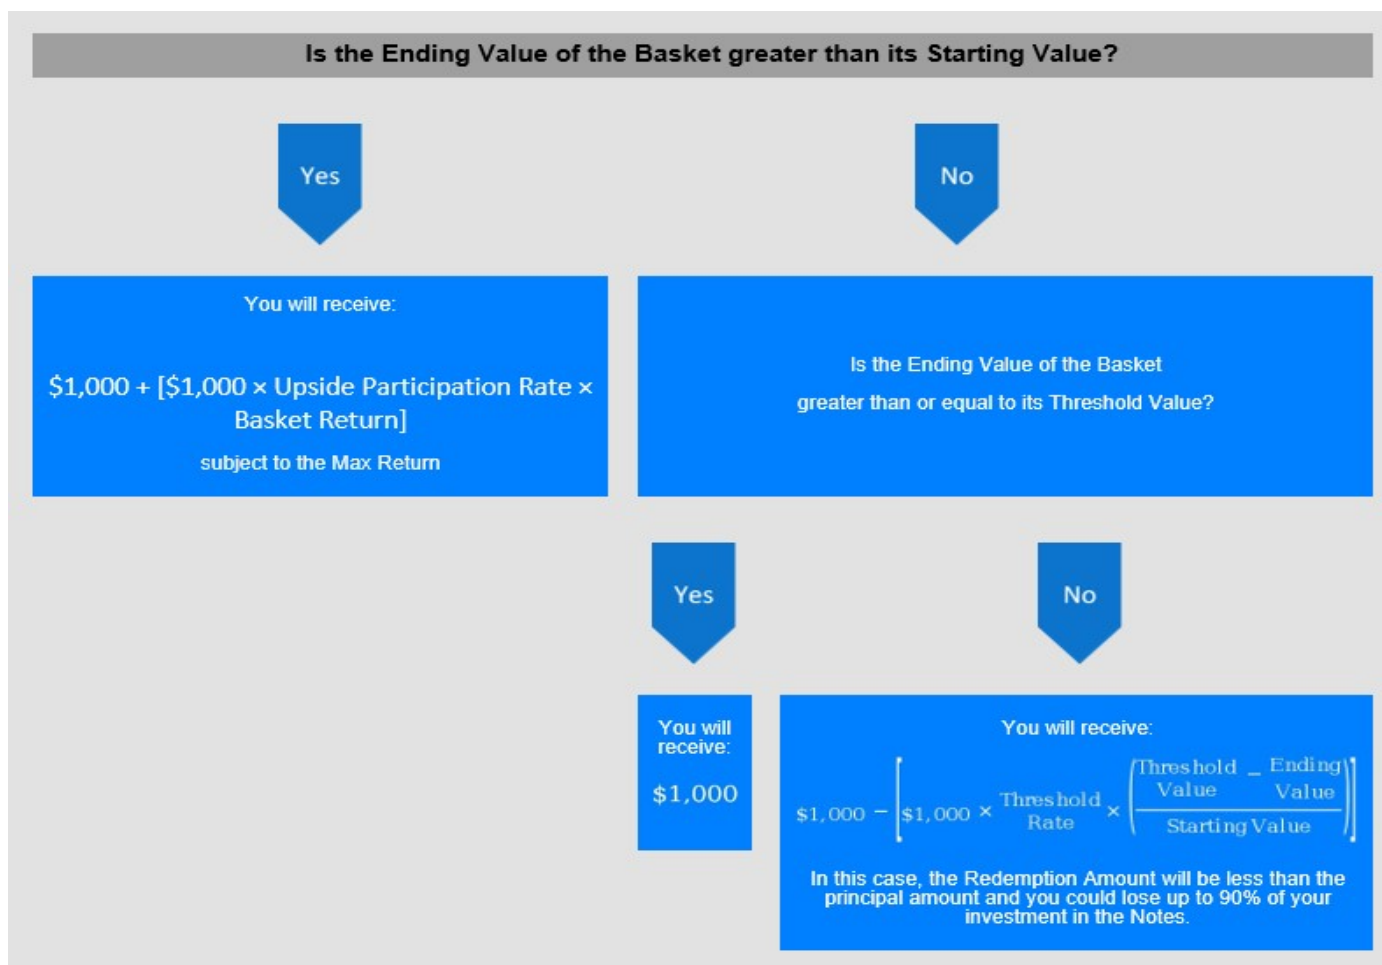 Is the Ending Value of the Basket greater than its Starting Value?
Yes
No
You will receive:
$1,000 + [$1,000 × Upside Participation Rate ×
Basket Return]
subject to the Max Return
Is the Ending Value of the Basket
greater than or equal to its Threshold Value?
Yes
No
You will
receive:
$1,000
You will receive:
$1,000 − [$1,000 × Threshold Rate × ((Threshold Value − Ending Value) / Starting Value)]
In this case, the Redemption Amount will be less than the
principal amount and you could lose up to 90% of your
investment in the Notes.